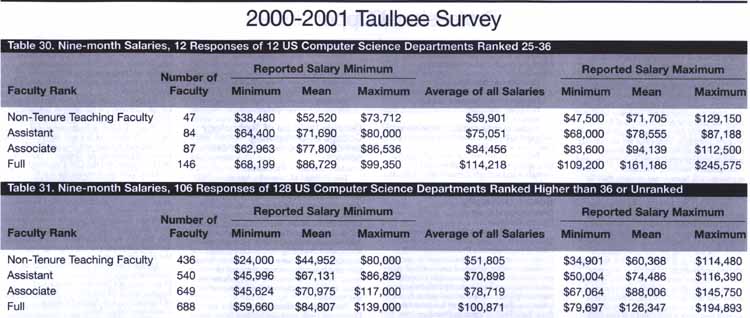 2000-2001 Taulbee Survey
Table 30. Nine-month Salaries, 12 Responses of 12 US Computer Science Departments Ranked 25-36
Number of Reported Salary Minimum Reported Salary Maximum
Faculty Rank Faculty Minimum Mean Maximum Average of all Salaries Minimum Mean Maximum
Non-Tenure Teaching Faculty 47 $38,480 $52,520 $73,712 $59,901 $47,500 $71,705 $129,150
Assistant 84 $64,400 $71,690 $80,000 $75,051 $68,000 $78,555 $87,188
Associate 87 $62,963 $77,809 $86,536 $84,456 $83,600 $94,139 $112,500
Full 146 $68,199 $86,729 $99,350 $114,218 $109,200 $161,186 $245,575
Table 31. Nine-month Salaries, 106 Responses of 128 US Computer Science Departments Ranked Higher than 36 or Unranked
Number of Reported Salary Minimum Reported Salary Maximum
Faculty Rank Faculty Minimum Mean Maximum Average of all Salaries Minimum Mean Maximum
Non-Tenure Teaching Faculty 436 $24,000 $44,952 $80,000 $51,805 $34,901 $60,368 $114,480
Assistant 540 $45,996 $67,131 $86,829 $70,898 $50,004 $74,486 $116,390
Associate 649 $45,624 $70,975 $117,000 $78,719 $67,064 $88,006 $145,750
Full 688 $59,660 $84,807 $139,000 $100,871 $79,697 $126,347 $194,893